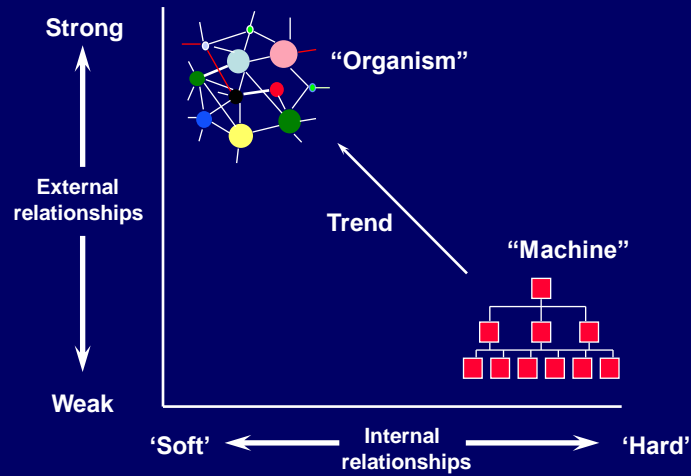 Strong
“Organism”
External
relationships
Trend
“Machine”
Weak
‘Soft’
Internal
relationships
‘Hard’